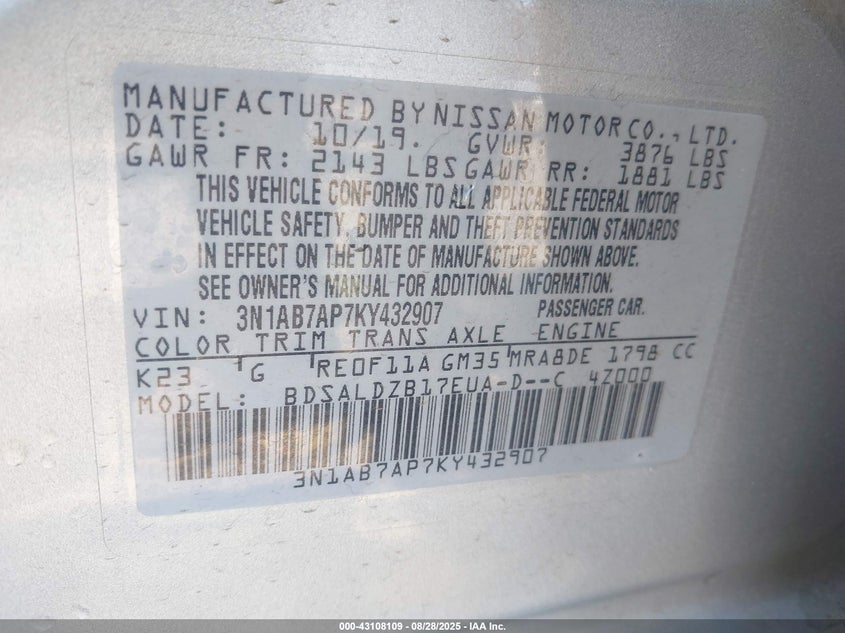 MANUFACTURED BY NISSAN MOTOR CO., LTD.
DATE: 10/19. GVWR: 3876 LBS
GAWR FR: 2143 LBS GAWR RR: 1881 LBS
THIS VEHICLE CONFORMS TO ALL APPLICABLE FEDERAL MOTOR
VEHICLE SAFETY, BUMPER AND THEFT PREVENTION STANDARDS
IN EFFECT ON THE DATE OF MANUFACTURE SHOWN ABOVE.
SEE OWNER'S MANUAL FOR ADDITIONAL INFORMATION.
VIN: 3N1AB7AP7KY432907 PASSENGER CAR.
COLOR TRIM TRANS AXLE ENGINE
K23 G RE0F11A GM35 MRA8DE 1798 CC
MODEL: BDSALDZB17EUA-D--C 4Z000
3N1AB7AP7KY432907
000-43108109 - 08/28/2025 - IAA Inc.